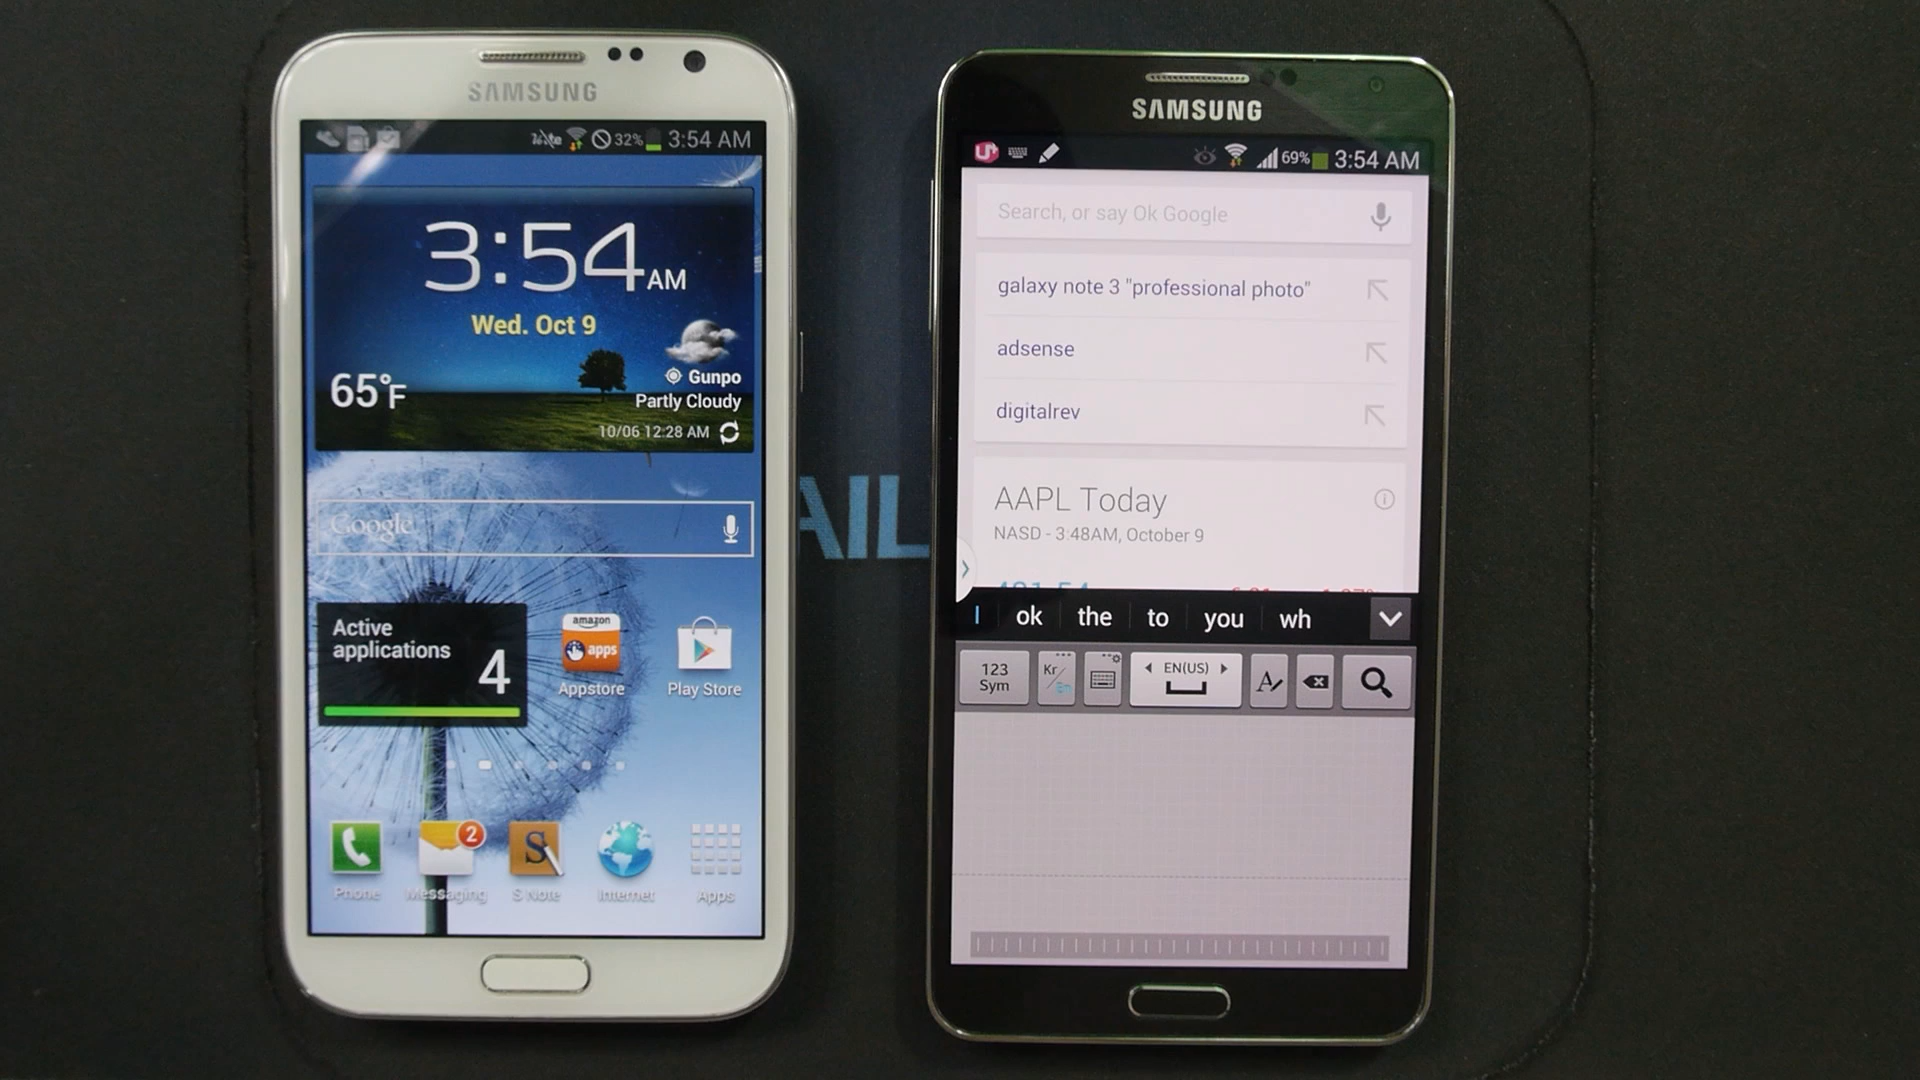 SAMSUNG
32% 3:54 AM
3:54 AM
Wed. Oct 9
65°F
Gunpo
Partly Cloudy
10/06 12:28 AM
Google
Active
applications
4
amazon
apps
Appstore
Play Store
2
Phone
Messaging
S Note
Internet
Apps
AIL
SAMSUNG
U+ 69% 3:54 AM
Search, or say Ok Google
galaxy note 3 "professional photo"
adsense
digitalrev
AAPL Today
NASD - 3:48AM, October 9
I ok the to you wh
123
Sym
Kr/En
EN(US)